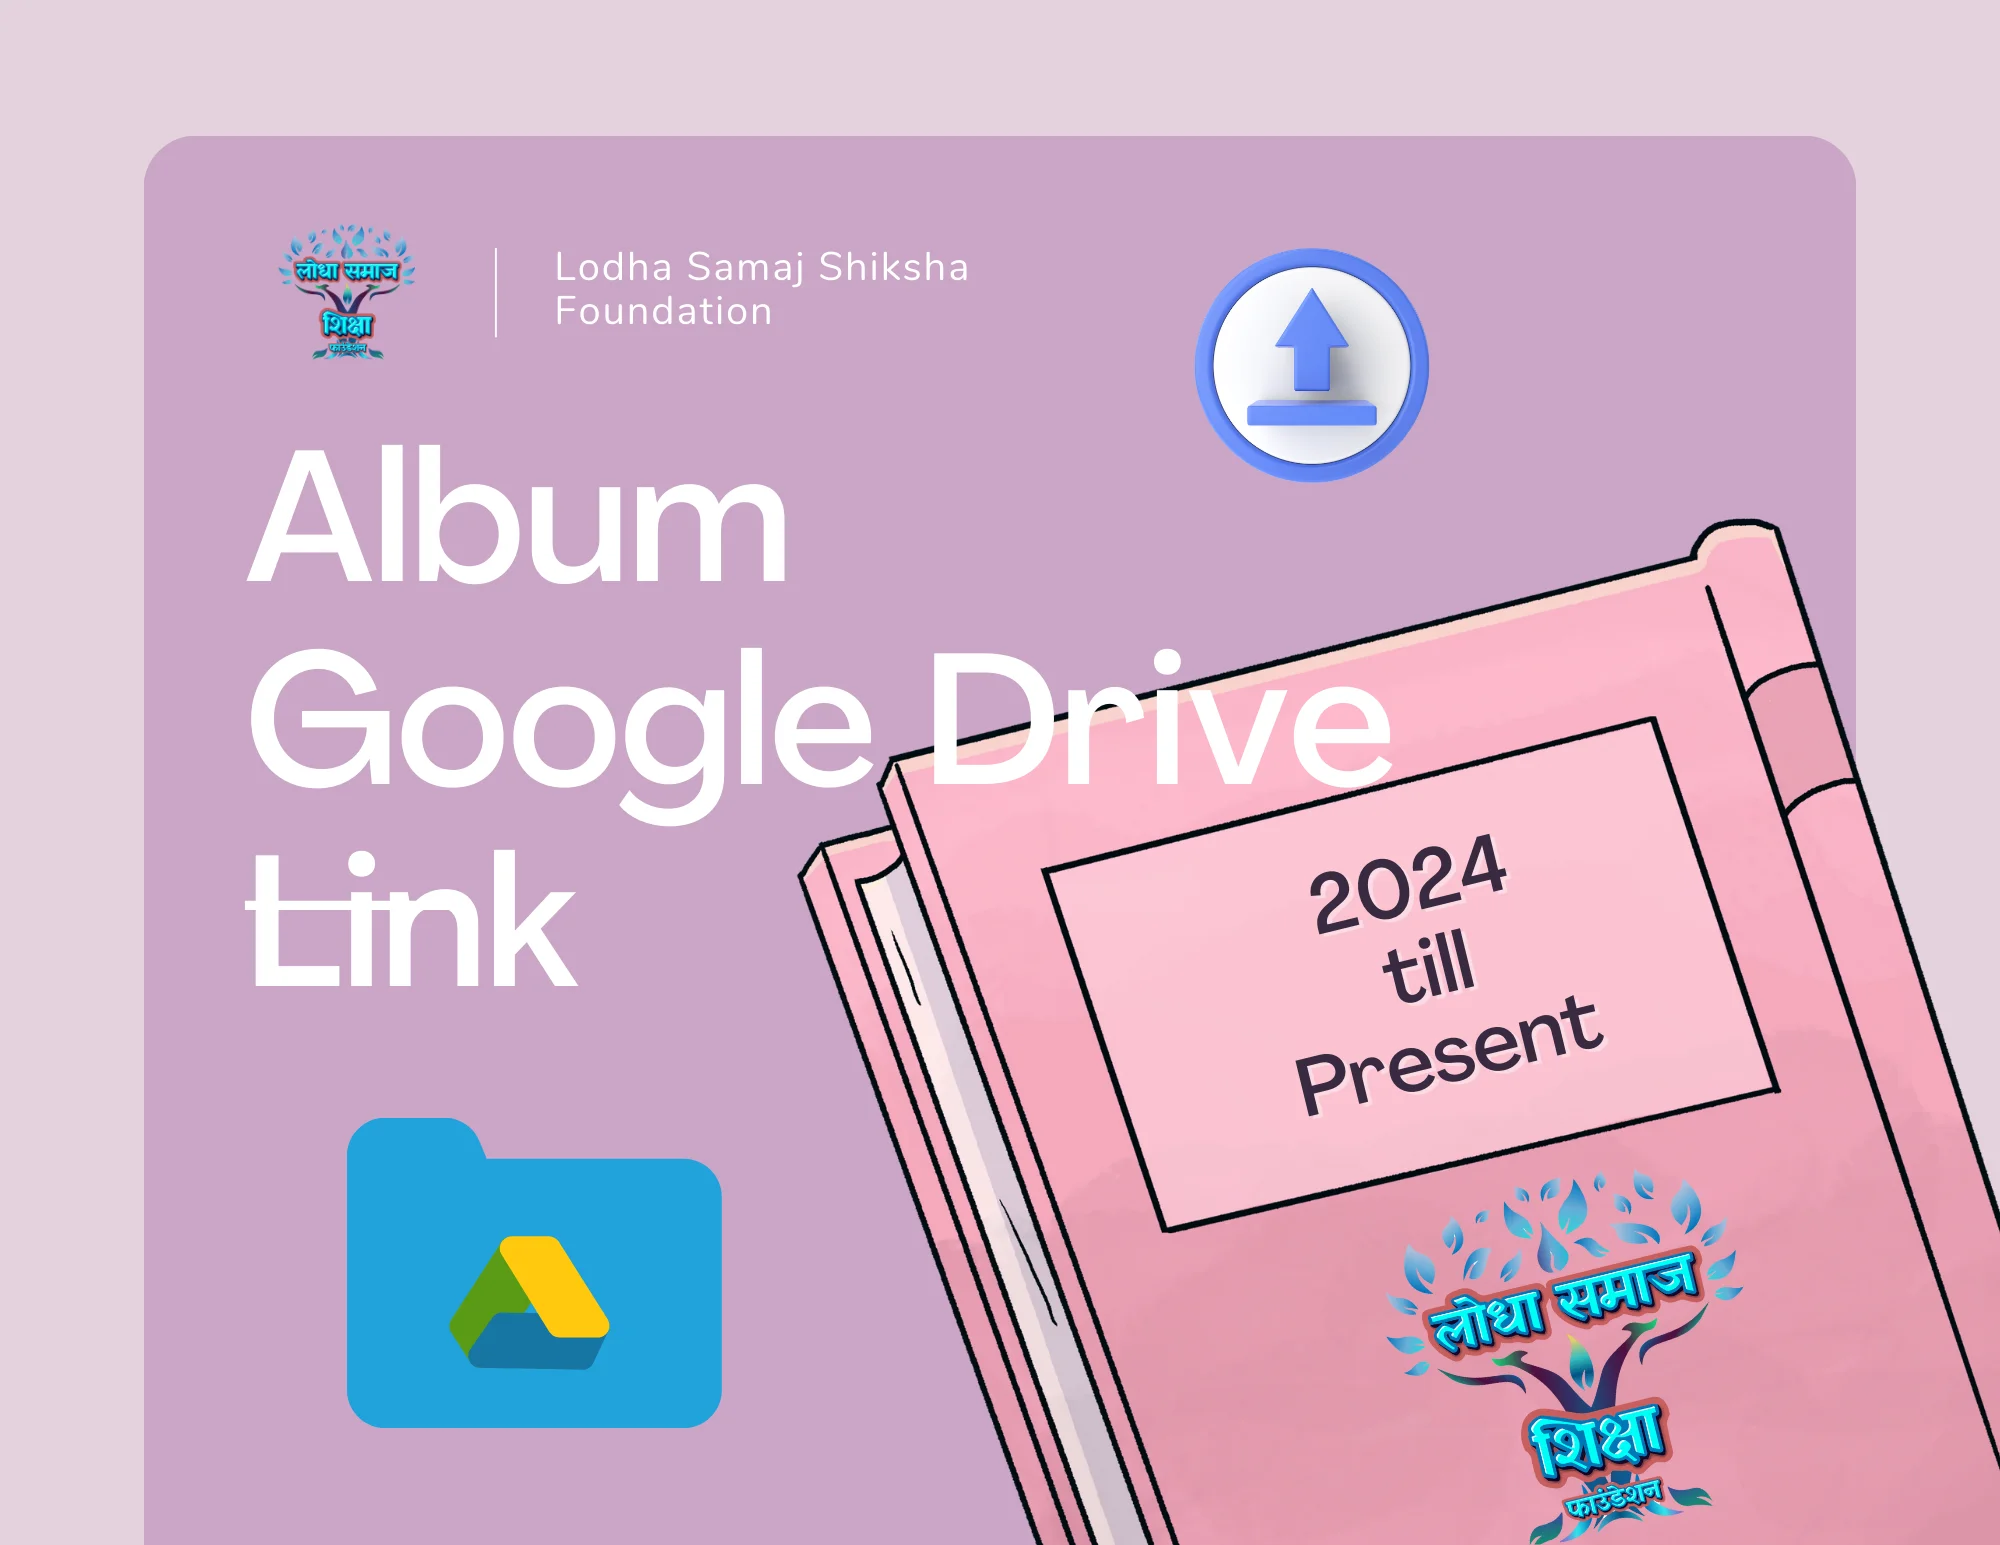 लोधा समाज
शिक्षा
फाउंडेशन
Lodha Samaj Shiksha
Foundation
Album
Google Drive
Link
2024
till
Present
लोधा समाज
शिक्षा
फाउंडेशन